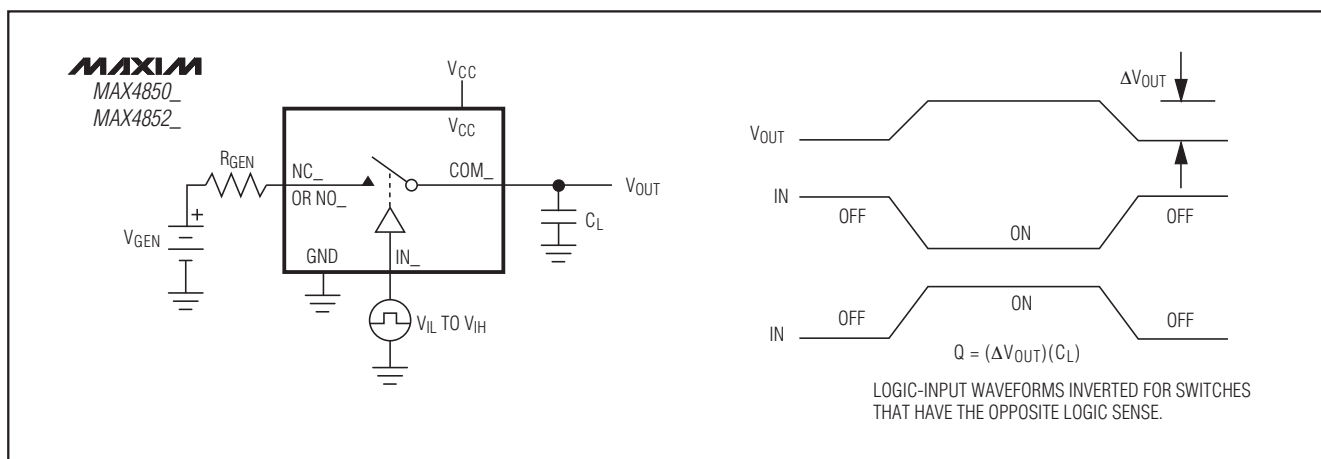 MAXIM
MAX4850_
MAX4852_
VCC
VCC
RGEN
NC_
OR NO_
COM_
VOUT
CL
VGEN
+
GND
IN_
VIL TO VIH
ΔVOUT
VOUT
IN
OFF
ON
OFF
IN
OFF
ON
OFF
Q = (ΔVOUT)(CL)
LOGIC-INPUT WAVEFORMS INVERTED FOR SWITCHES
THAT HAVE THE OPPOSITE LOGIC SENSE.